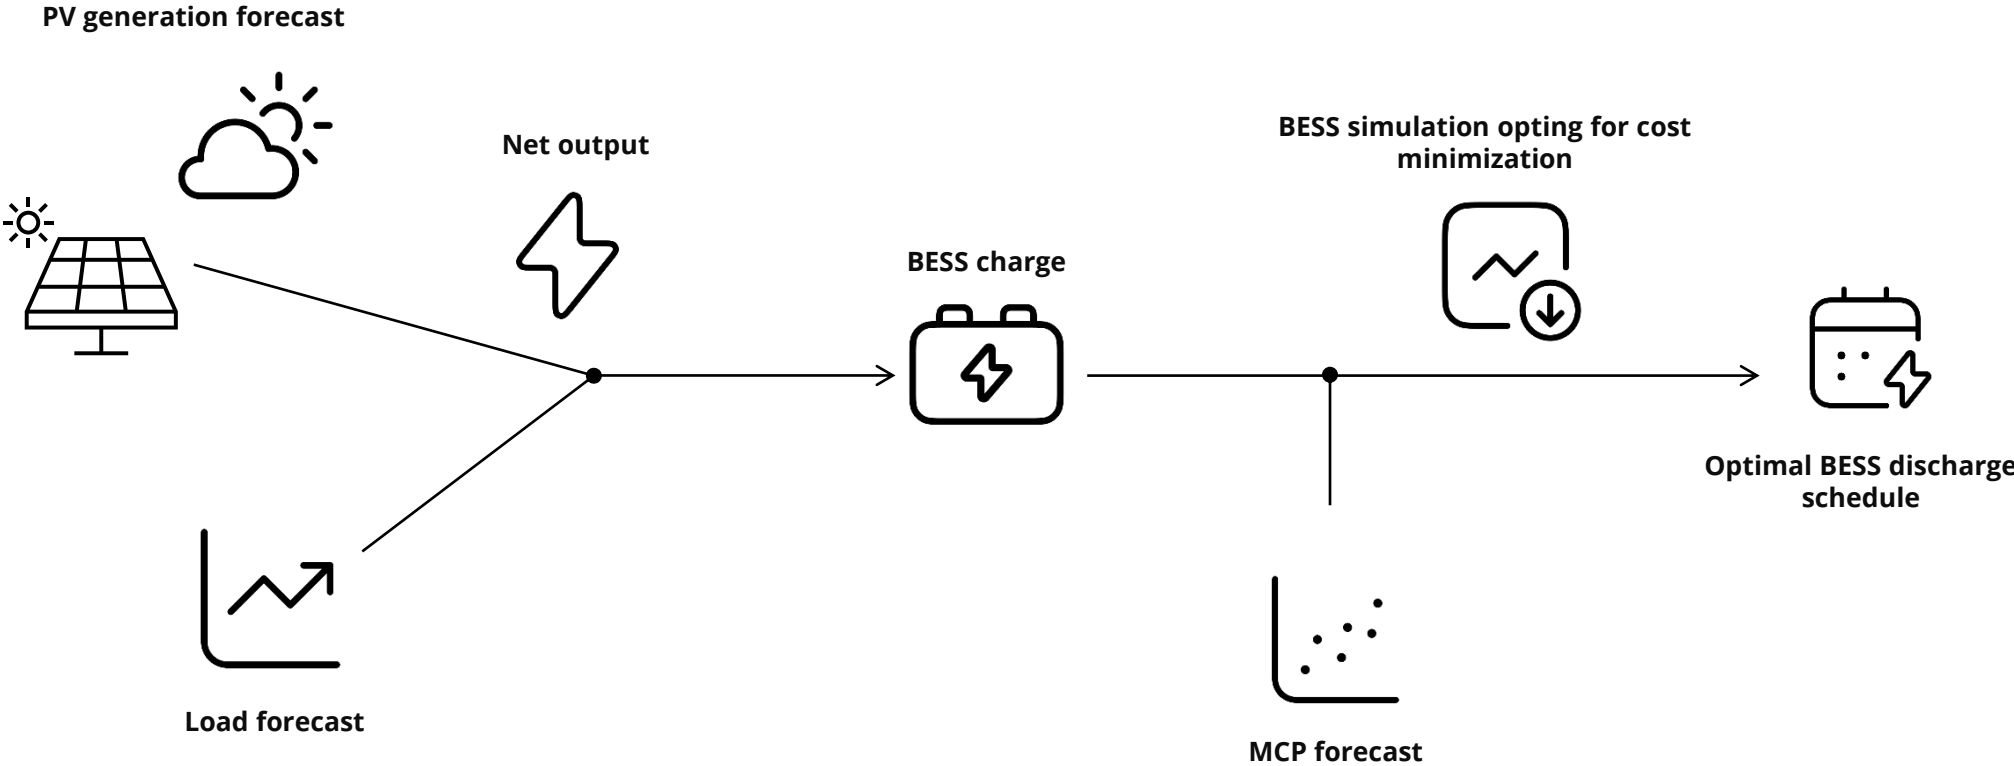 PV generation forecast
Net output
BESS charge
BESS simulation opting for cost
minimization
Optimal BESS discharge
schedule
Load forecast
MCP forecast